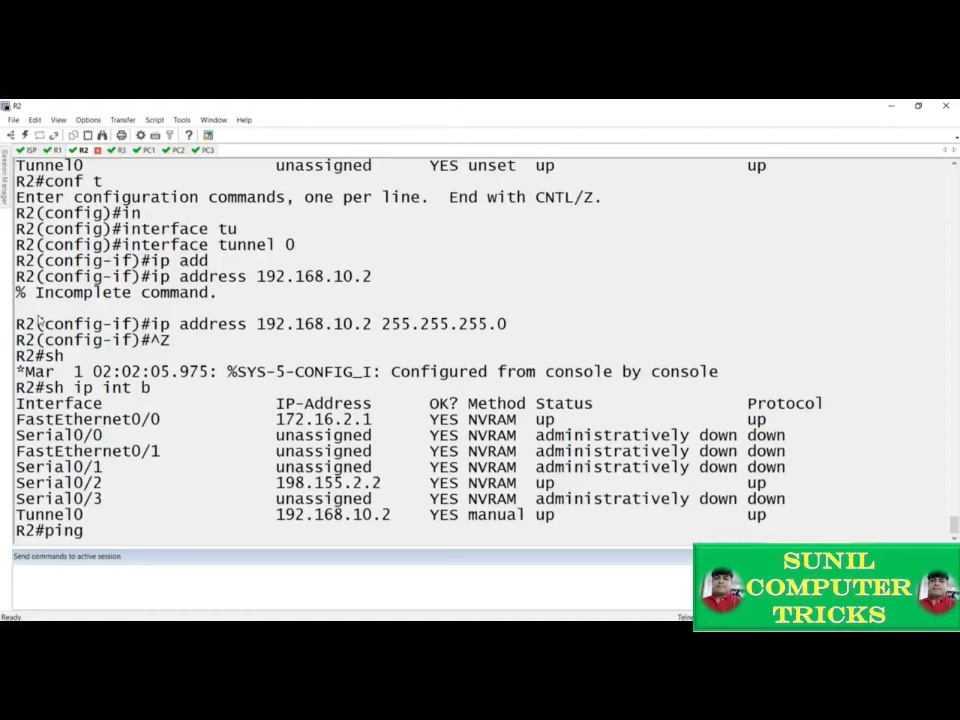 R2
File Edit View Options Transfer Script Tools Window Help
ISP R1 R2 R3 PC1 PC2 PC3
Session Manager
Tunnel0 unassigned YES unset up up
R2#conf t
Enter configuration commands, one per line. End with CNTL/Z.
R2(config)#in
R2(config)#interface tu
R2(config)#interface tunnel 0
R2(config-if)#ip add
R2(config-if)#ip address 192.168.10.2
% Incomplete command.
R2(config-if)#ip address 192.168.10.2 255.255.255.0
R2(config-if)#^Z
R2#sh
*Mar 1 02:02:05.975: %SYS-5-CONFIG_I: Configured from console by console
R2#sh ip int b
Interface IP-Address OK? Method Status Protocol
FastEthernet0/0 172.16.2.1 YES NVRAM up up
Serial0/0 unassigned YES NVRAM administratively down down
FastEthernet0/1 unassigned YES NVRAM administratively down down
Serial0/1 unassigned YES NVRAM administratively down down
Serial0/2 198.155.2.2 YES NVRAM up up
Serial0/3 unassigned YES NVRAM administratively down down
Tunnel0 192.168.10.2 YES manual up up
R2#ping
Send commands to active session
SUNIL
COMPUTER
TRICKS
Ready